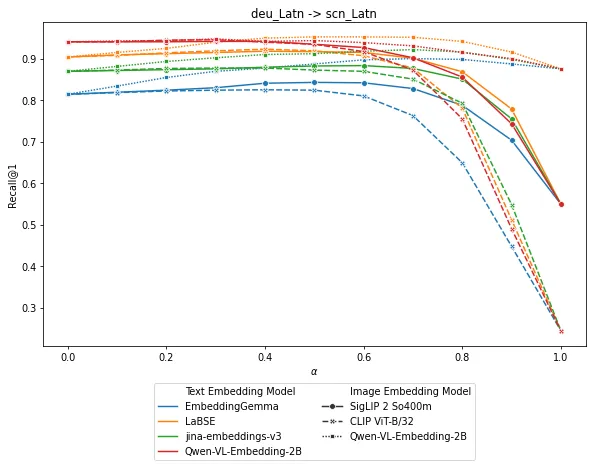 deu_Latn -> scn_Latn
Recall@1
0.9
0.8
0.7
0.6
0.5
0.4
0.3
0.0 0.2 0.4 0.6 0.8 1.0
α
Text Embedding Model Image Embedding Model
EmbeddingGemma SigLIP 2 So400m
LaBSE CLIP ViT-B/32
jina-embeddings-v3 Qwen-VL-Embedding-2B
Qwen-VL-Embedding-2B